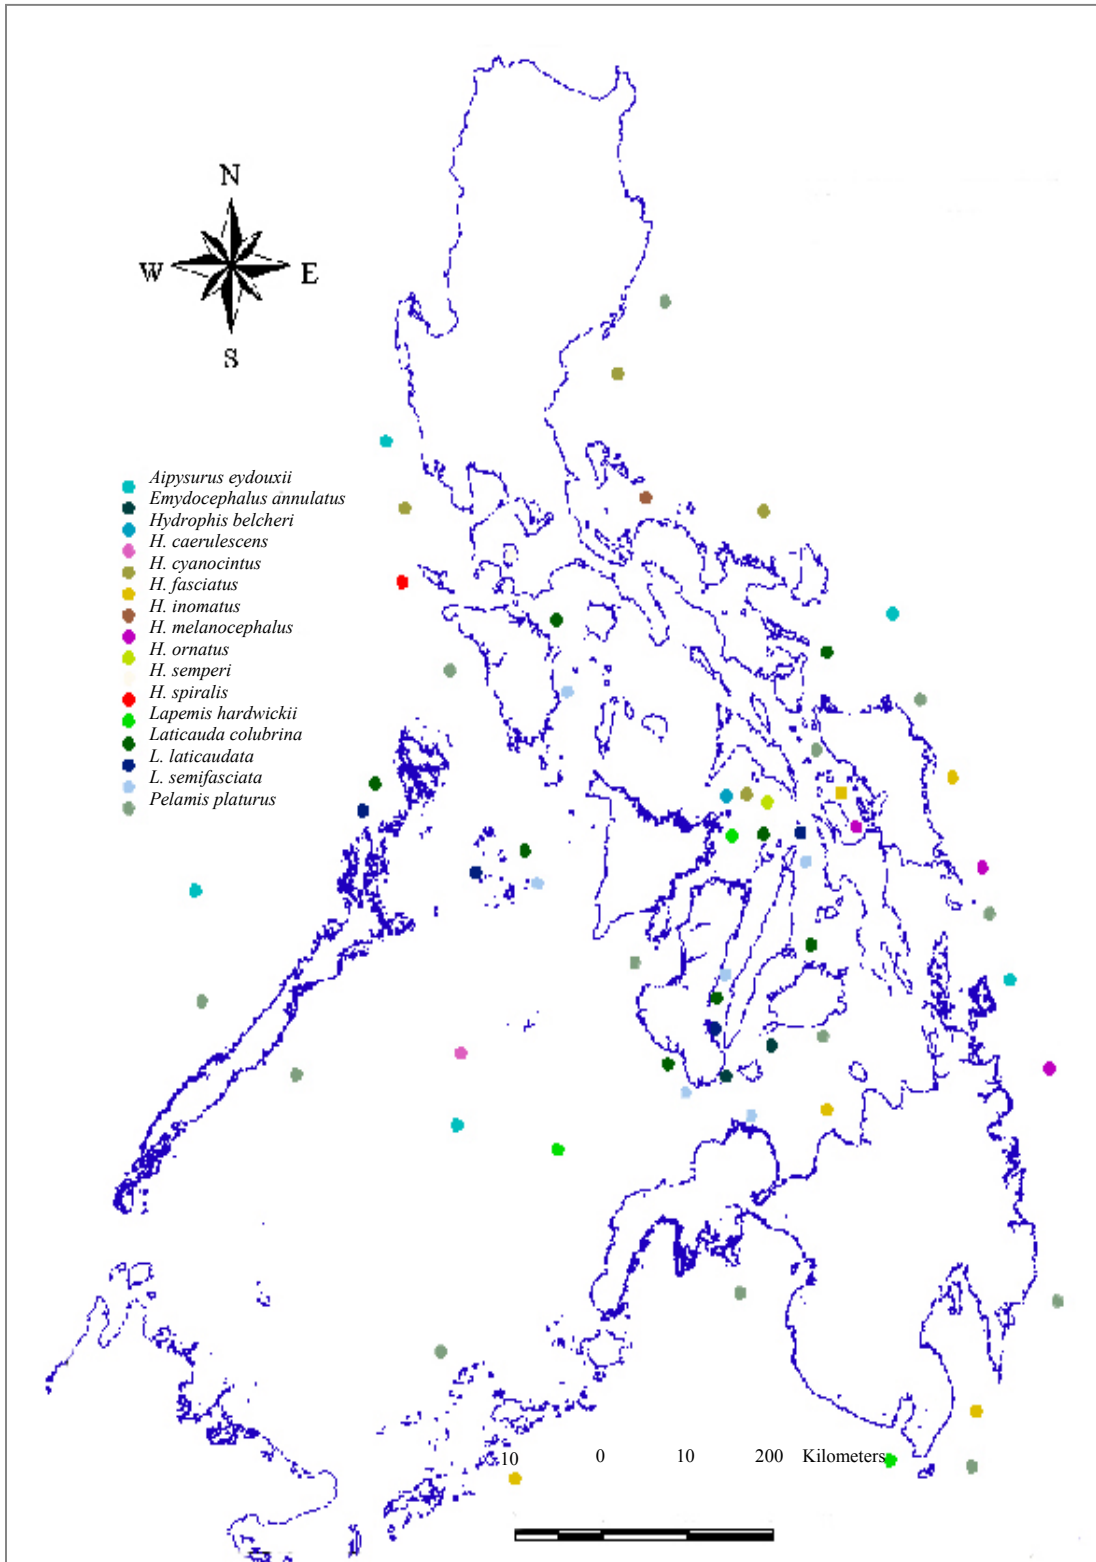 N
W E
S
Aipysurus eydouxii
Emydocephalus annulatus
Hydrophis belcheri
H. caerulescens
H. cyanocintus
H. fasciatus
H. inomatus
H. melanocephalus
H. ornatus
H. semperi
H. spiralis
Lapemis hardwickii
Laticauda colubrina
L. laticaudata
L. semifasciata
Pelamis platurus
-10 0 10 200 Kilometers